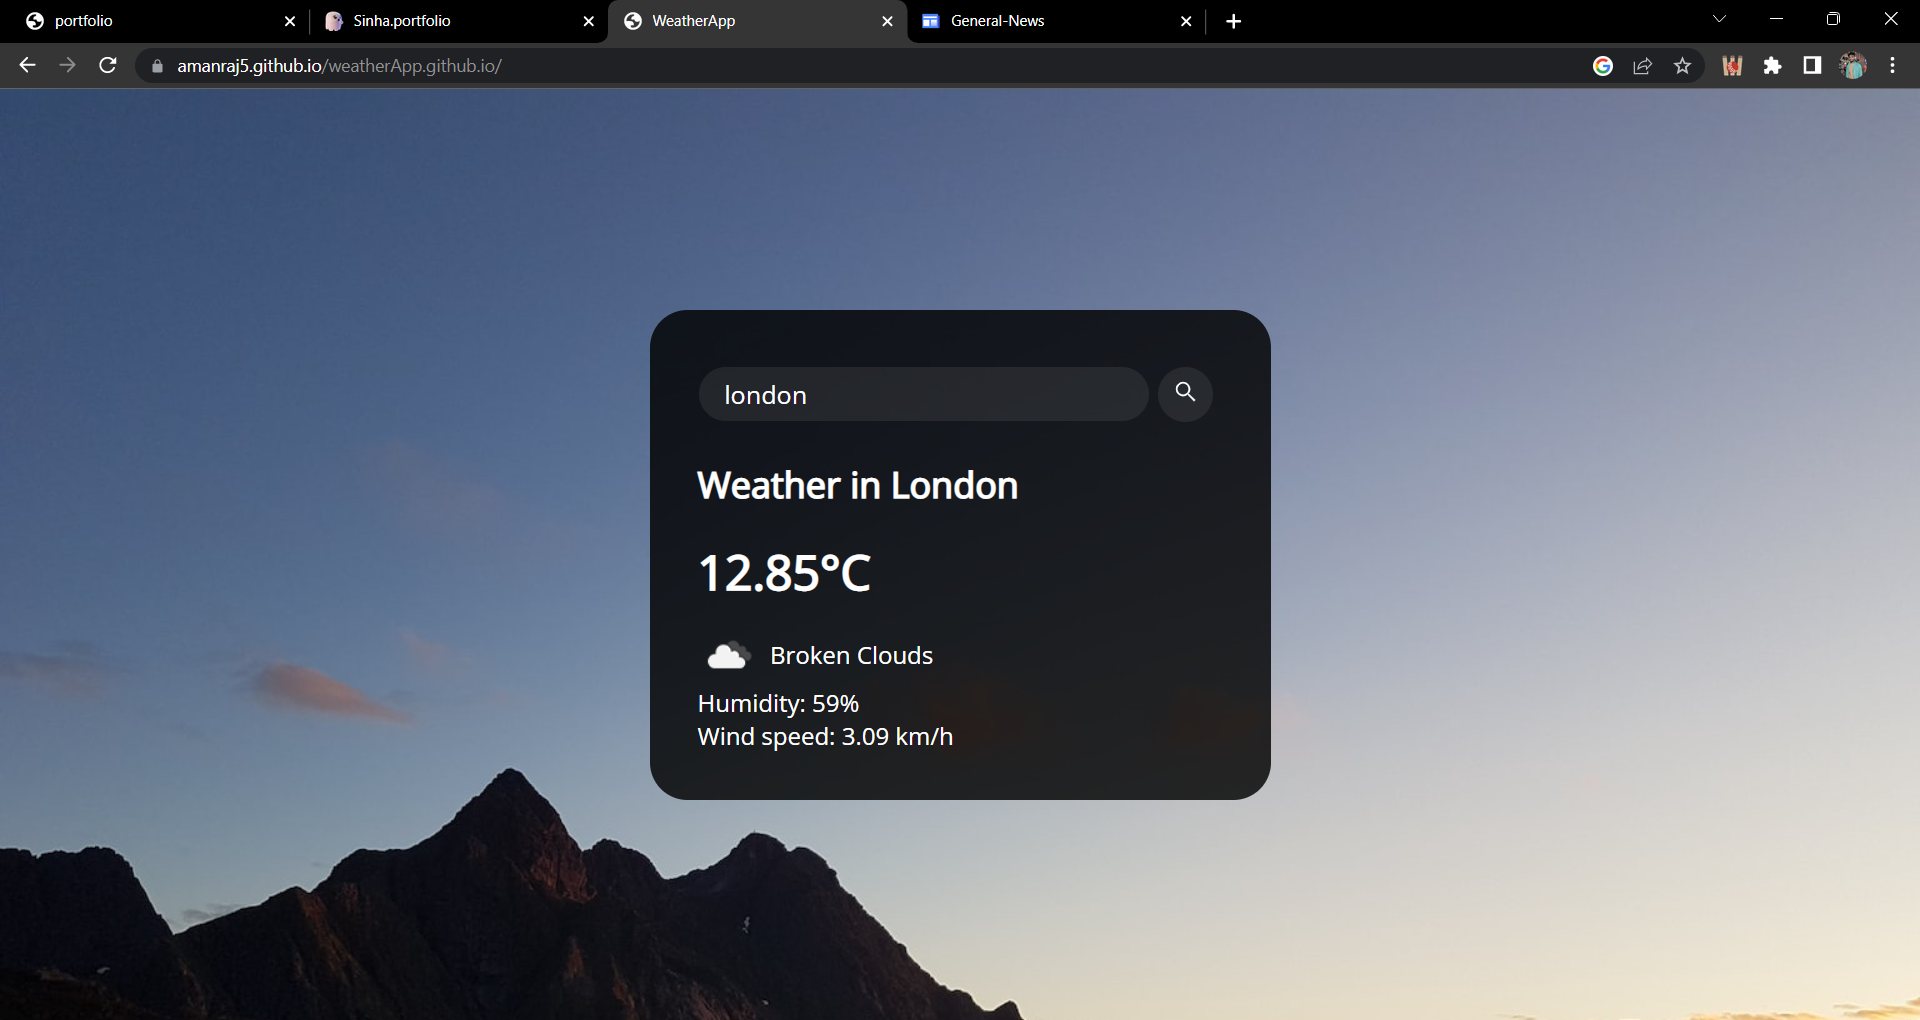 portfolio
Sinha.portfolio
WeatherApp
General-News
amanraj5.github.io/weatherApp.github.io/
london
Weather in London
12.85°C
Broken Clouds
Humidity: 59%
Wind speed: 3.09 km/h